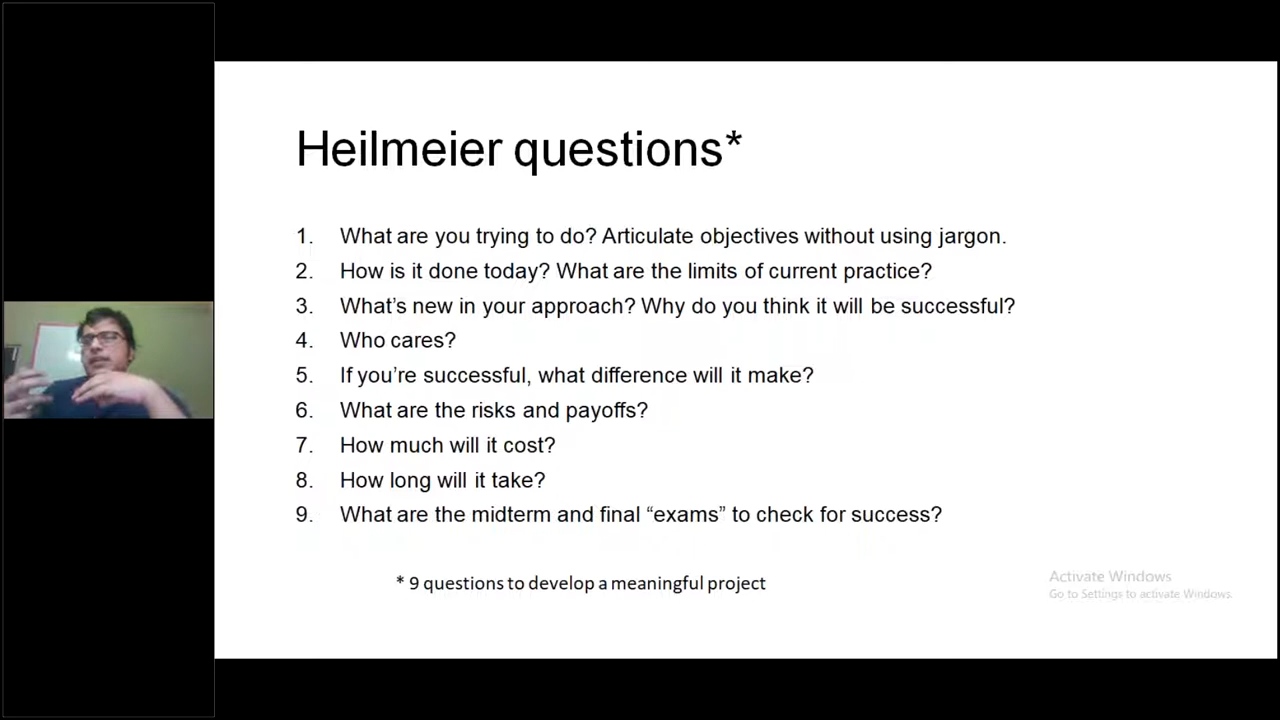 Heilmeier questions*
1. What are you trying to do? Articulate objectives without using jargon.
2. How is it done today? What are the limits of current practice?
3. What’s new in your approach? Why do you think it will be successful?
4. Who cares?
5. If you’re successful, what difference will it make?
6. What are the risks and payoffs?
7. How much will it cost?
8. How long will it take?
9. What are the midterm and final “exams” to check for success?
* 9 questions to develop a meaningful project
Activate Windows
Go to Settings to activate Windows.